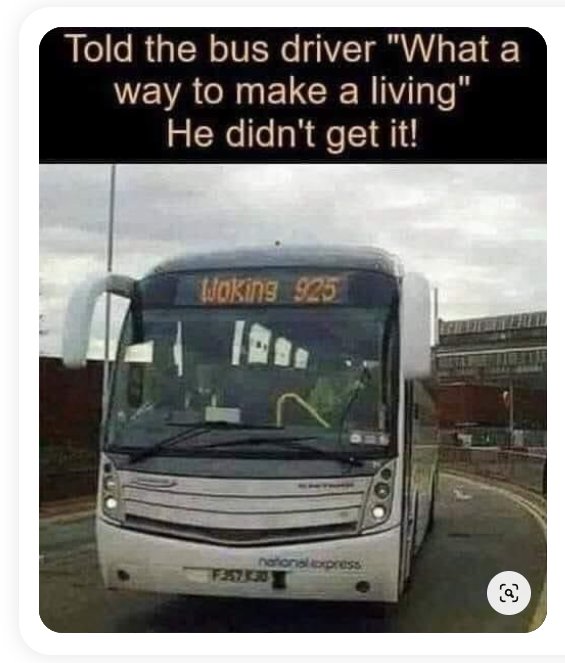 Told the bus driver "What a
way to make a living"
He didn't get it!
Woking 925
national express